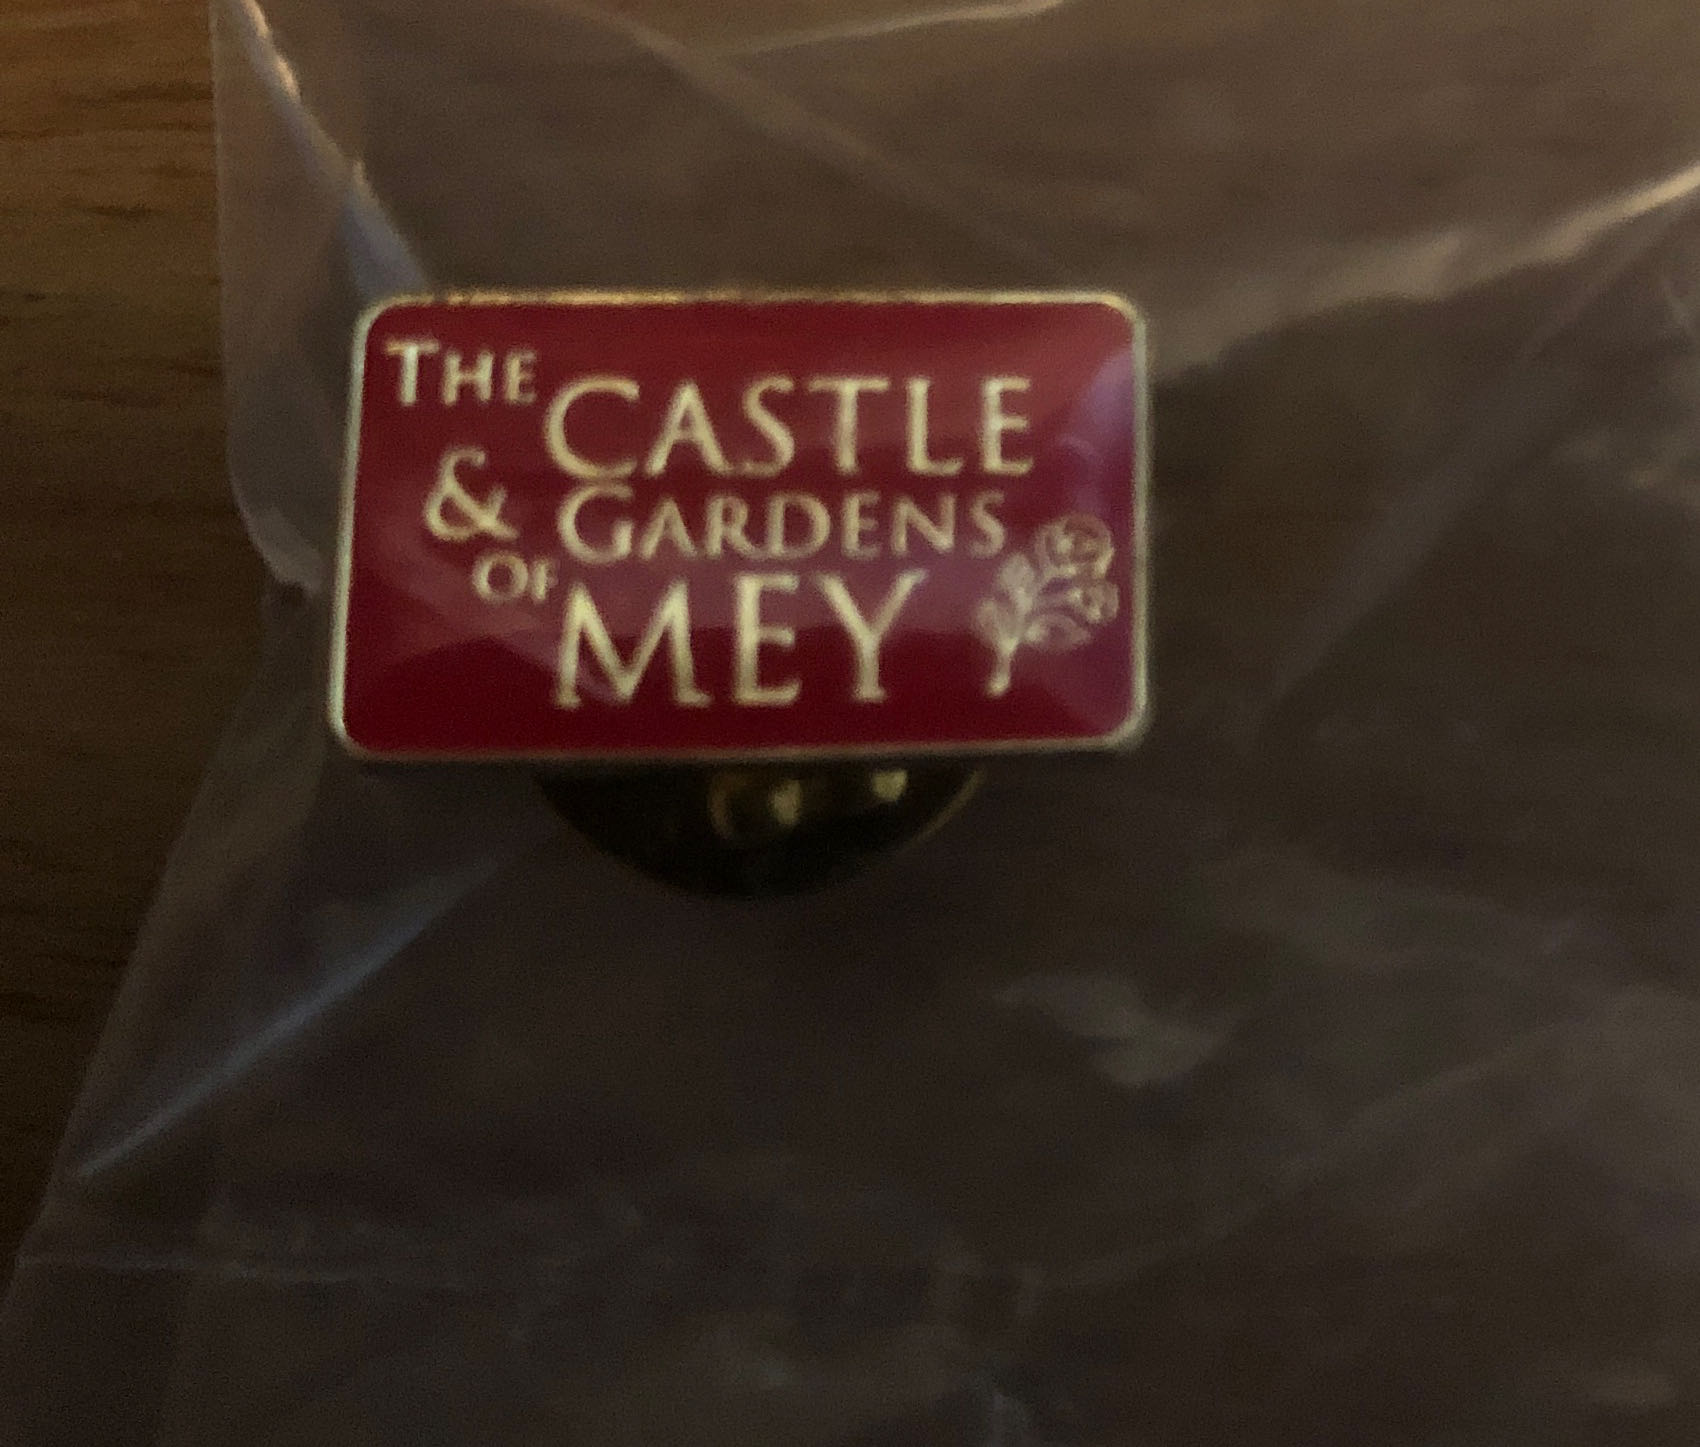 THE CASTLE
& GARDENS
OF MEY